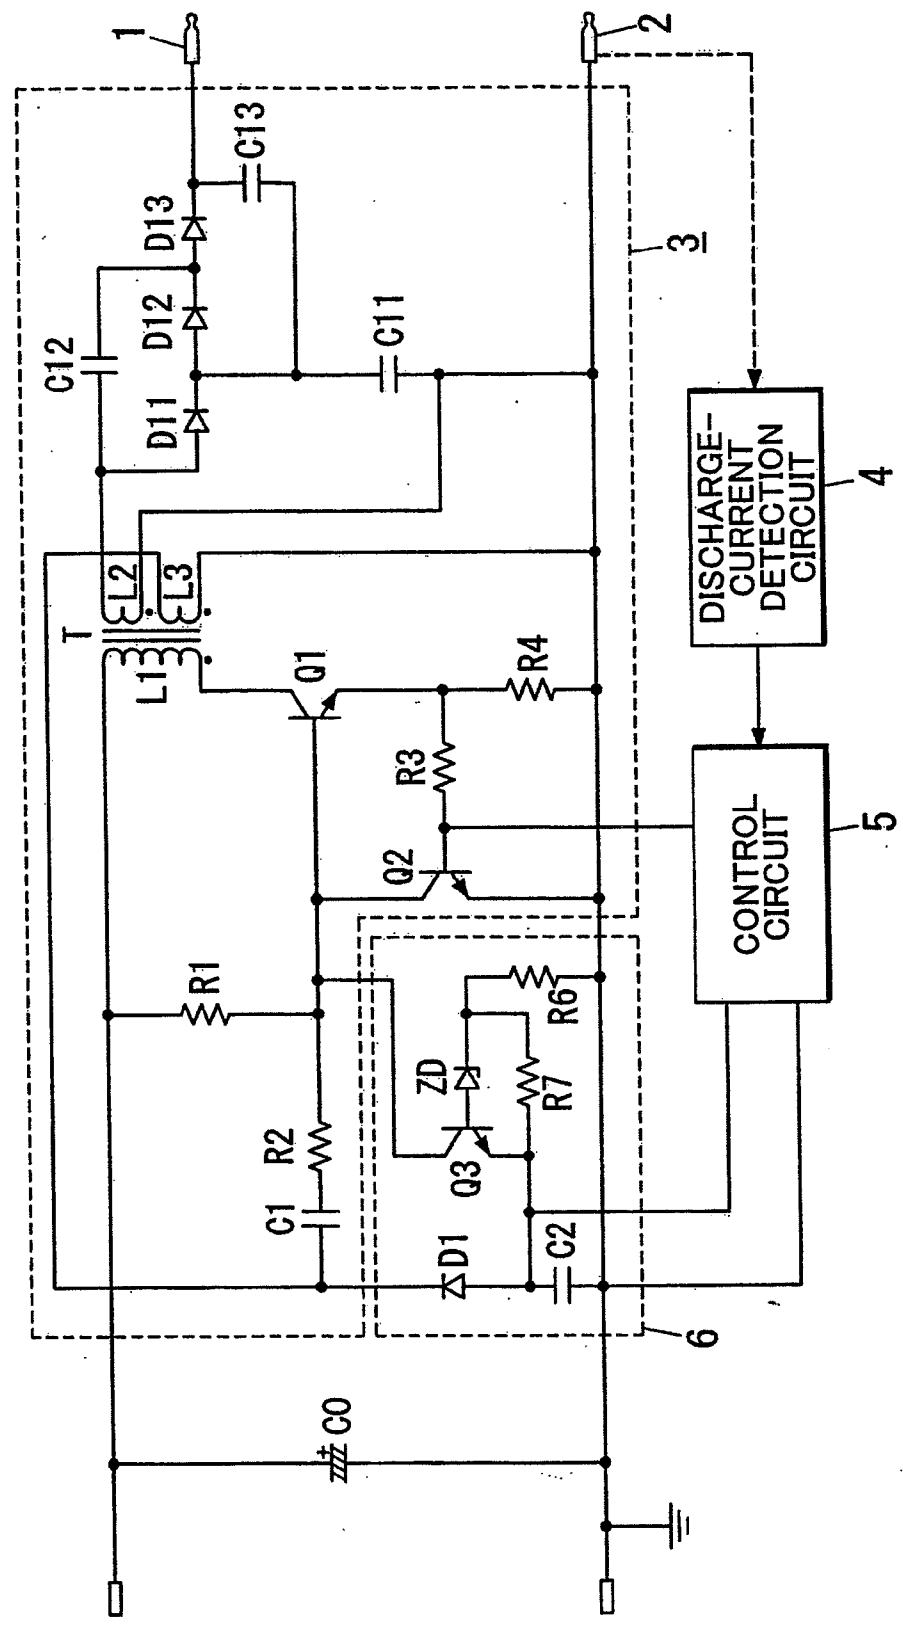 1
2
C13
D13
3
C12
D12
C11
D11
DISCHARGE-
CURRENT
DETECTION
CIRCUIT
4
T
L2
L3
L1
Q1
R4
R3
Q2
CONTROL
CIRCUIT
5
R1
R6
ZD
R7
R2
Q3
C1
D1
C2
6
+
C0